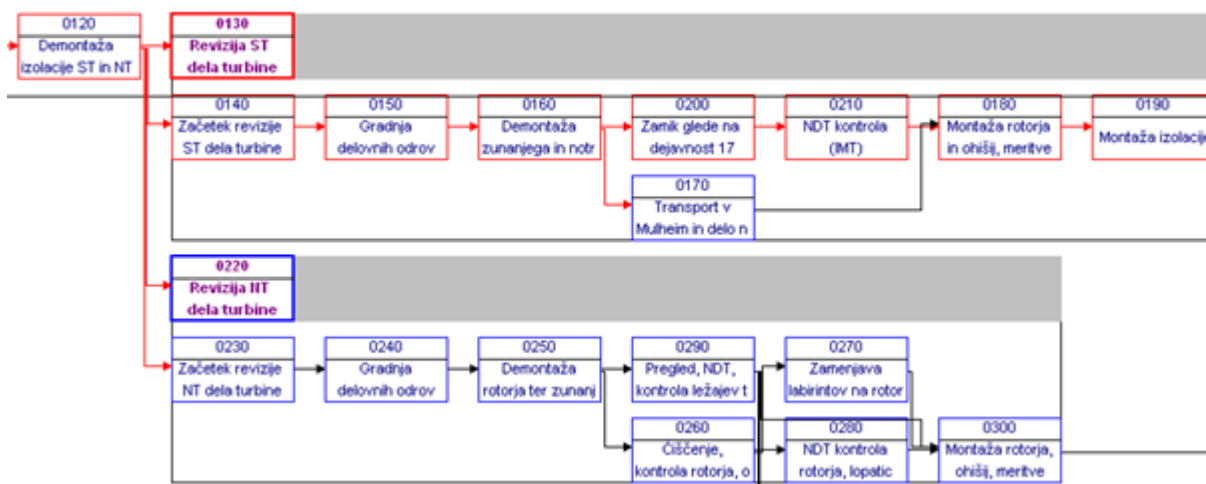 0120
Demontaža
izolacije ST in NT
0130
Revizija ST
dela turbine
0140
Začetek revizije
ST dela turbine
0150
Gradnja
delovnih odrov
0160
Demontaža
zunanjega in notr
0200
Zamik glede na
dejavnost 17
0210
NDT kontrola
(IMT)
0180
Montaža rotorja
in ohišij, meritve
0190
Montaža izolacije
0170
Transport v
Mulheim in delo n
0220
Revizija NT
dela turbine
0230
Začetek revizije
NT dela turbine
0240
Gradnja
delovnih odrov
0250
Demontaža
rotorja ter zunanj
0290
Pregled, NDT,
kontrola ležajev t
0270
Zamenjava
labirintov na rotor
0260
Čiščenje,
kontrola rotorja, o
0280
NDT kontrola
rotorja, lopatic
0300
Montaža rotorja,
ohišij, meritve